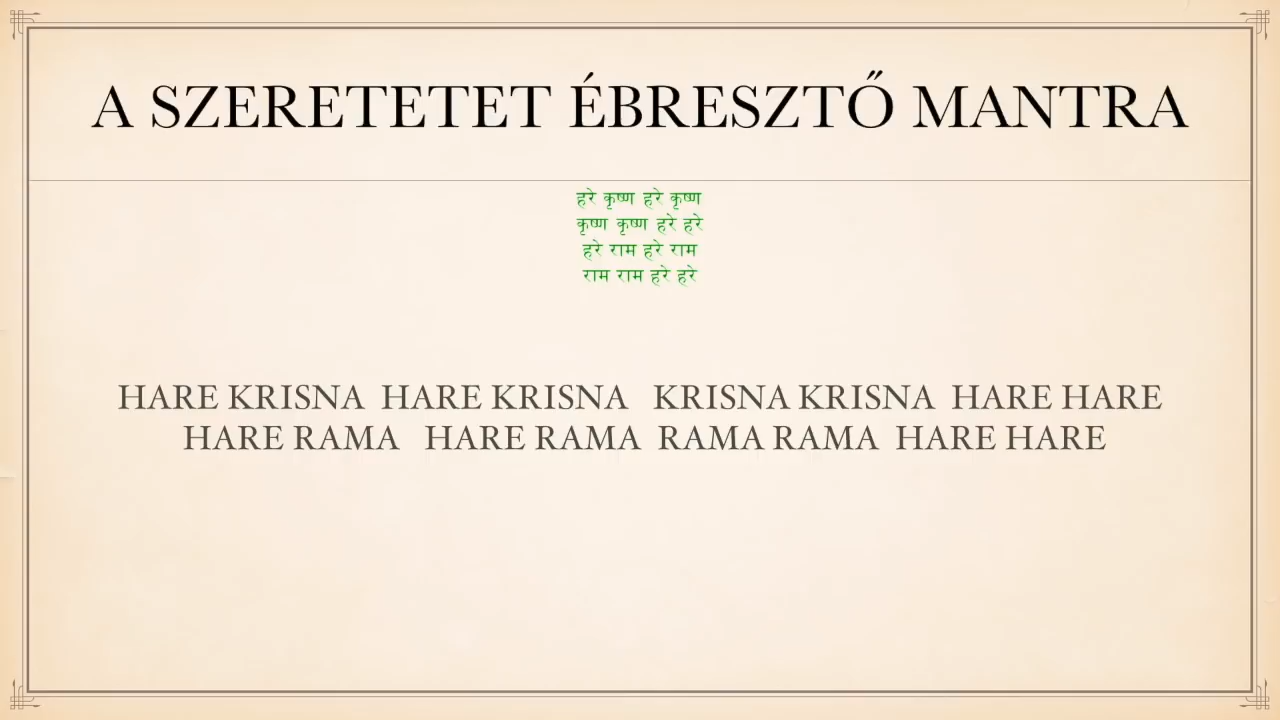 A SZERETETET ÉBRESZTŐ MANTRA
हरे कृष्ण हरे कृष्ण
कृष्ण कृष्ण हरे हरे
हरे राम हरे राम
राम राम हरे हरे
HARE KRISNA HARE KRISNA KRISNA KRISNA HARE HARE
HARE RAMA HARE RAMA RAMA RAMA HARE HARE